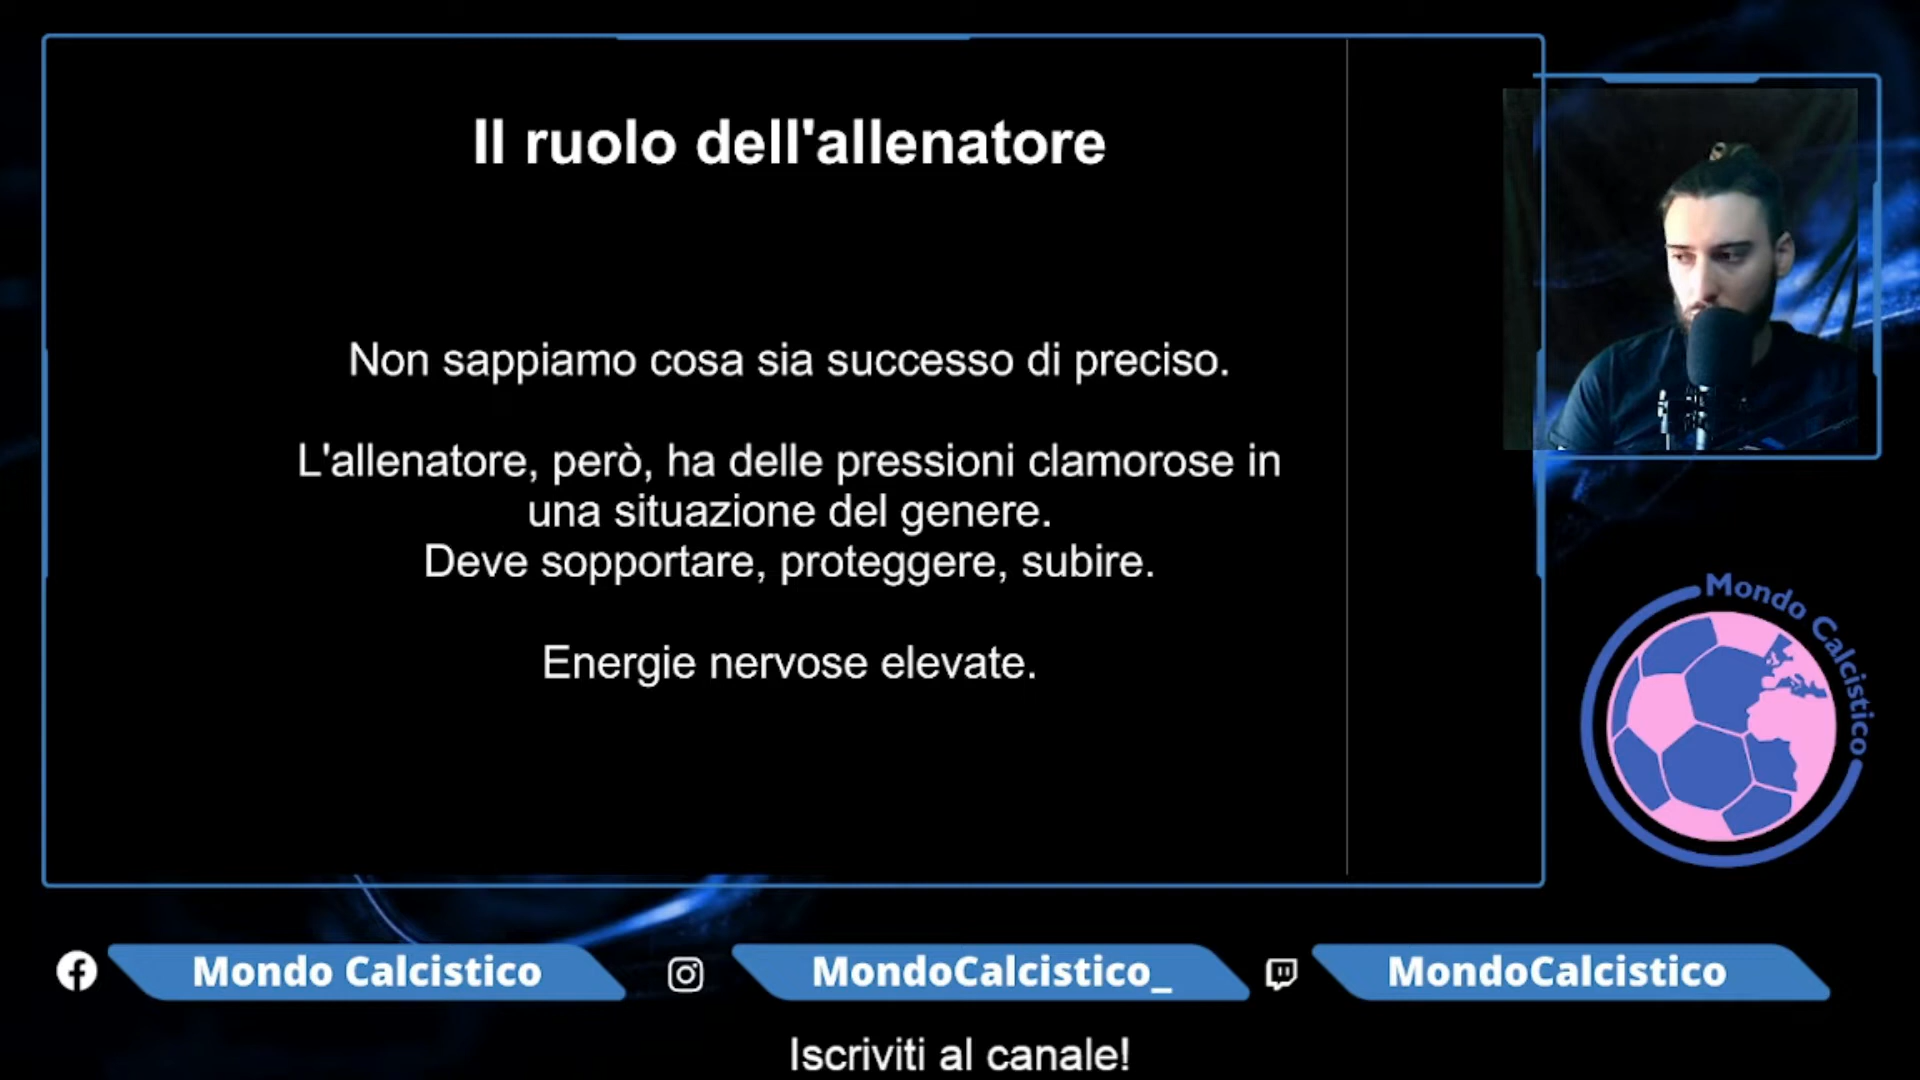 Il ruolo dell'allenatore
Non sappiamo cosa sia successo di preciso.
L'allenatore, però, ha delle pressioni clamorose in
una situazione del genere.
Deve sopportare, proteggere, subire.
Energie nervose elevate.
Mondo Calcistico
Mondo Calcistico
MondoCalcistico_
MondoCalcistico
Iscriviti al canale!